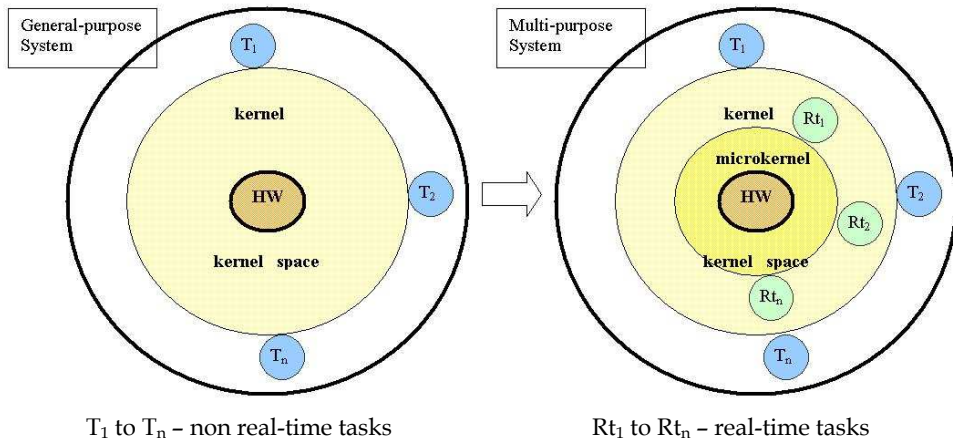 General-purpose
System
T1
kernel
HW
T2
kernel space
Tn
Multi-purpose
System
T1
kernel
Rt1
microkernel
HW
T2
Rt2
kernel space
Rtn
Tn
T1 to Tn – non real-time tasks
Rt1 to Rtn – real-time tasks